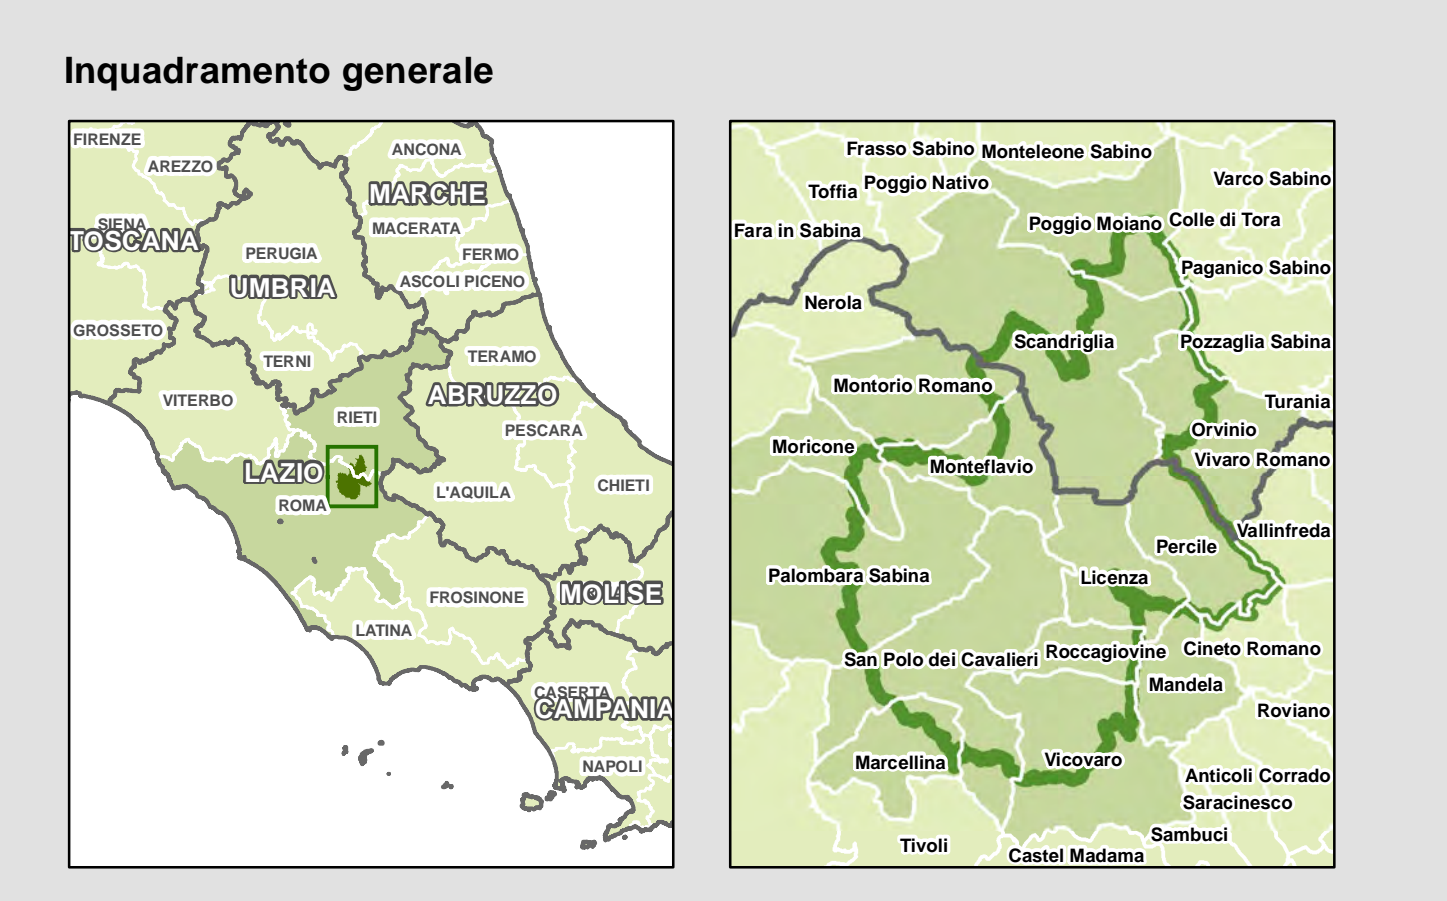 Inquadramento generale
FIRENZE
AREZZO
ANCONA
MARCHE
SIENA
TOSCANA
MACERATA
PERUGIA
FERMO
UMBRIA
ASCOLI PICENO
GROSSETO
TERNI
TERAMO
VITERBO
ABRUZZO
RIETI
PESCARA
LAZIO
ROMA
L'AQUILA
CHIETI
FROSINONE
MOLISE
LATINA
CASERTA
CAMPANIA
NAPOLI
Frasso Sabino
Monteleone Sabino
Toffia
Poggio Nativo
Varco Sabino
Fara in Sabina
Poggio Moiano
Colle di Tora
Paganico Sabino
Nerola
Scandriglia
Pozzaglia Sabina
Montorio Romano
Turania
Orvinio
Moricone
Monteflavio
Vivaro Romano
Vallinfreda
Percile
Palombara Sabina
Licenza
San Polo dei Cavalieri
Roccagiovine
Cineto Romano
Mandela
Roviano
Marcellina
Vicovaro
Anticoli Corrado
Saracinesco
Sambuci
Tivoli
Castel Madama